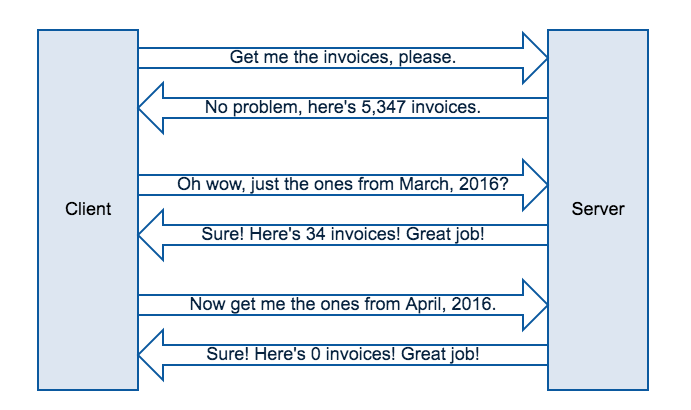 Get me the invoices, please.
No problem, here's 5,347 invoices.
Oh wow, just the ones from March, 2016?
Client
Server
Sure! Here's 34 invoices! Great job!
Now get me the ones from April, 2016.
Sure! Here's 0 invoices! Great job!